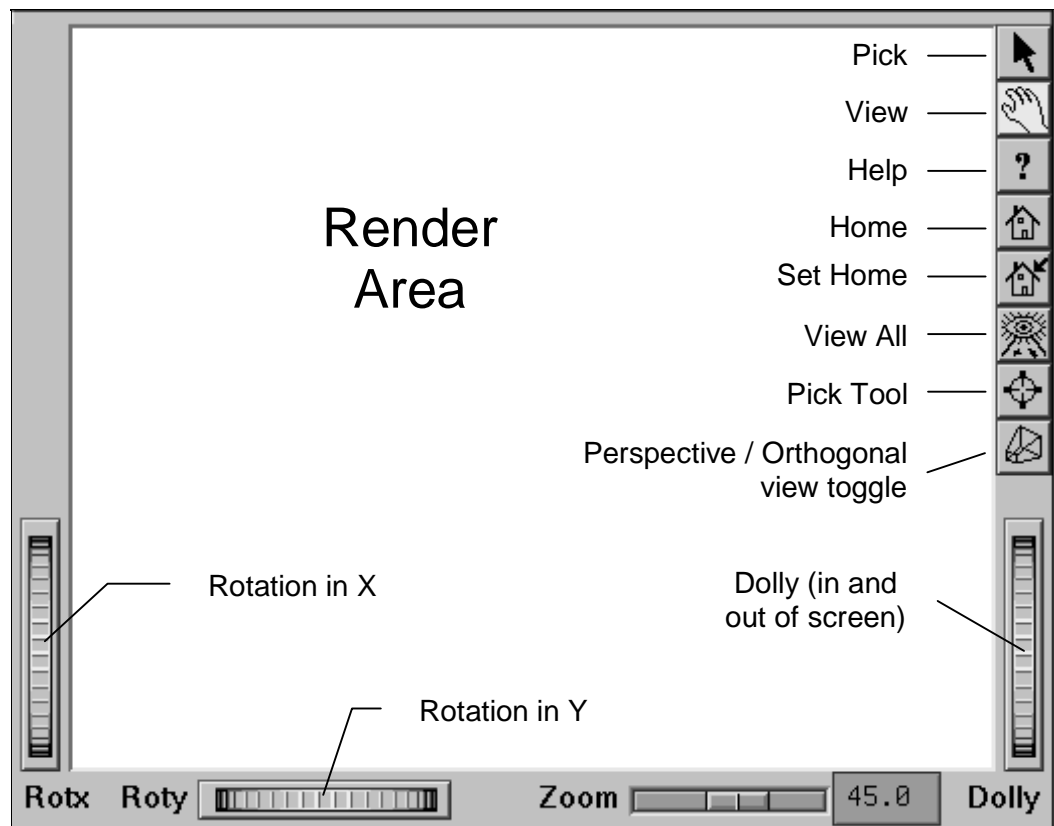 Pick
View
?
Help
Home
Render
Area
Set Home
View All
Pick Tool
Perspective / Orthogonal
view toggle
Rotation in X
Dolly (in and
out of screen)
Rotation in Y
Rotx Roty Zoom 45.0 Dolly